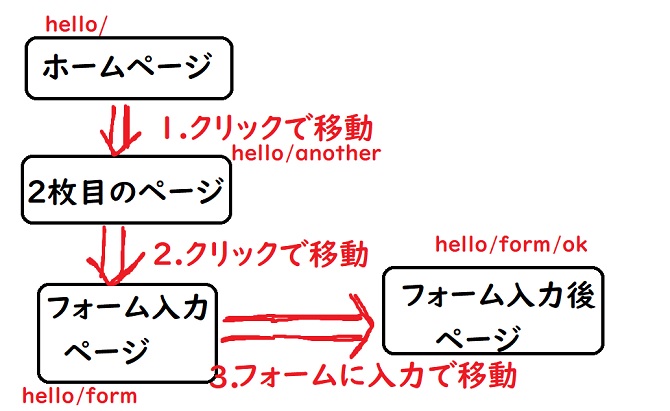 hello/
ホームページ
1.クリックで移動
hello/another
2枚目のページ
2.クリックで移動
hello/form/ok
フォーム入力
ページ
フォーム入力後
ページ
3.フォームに入力で移動
hello/form